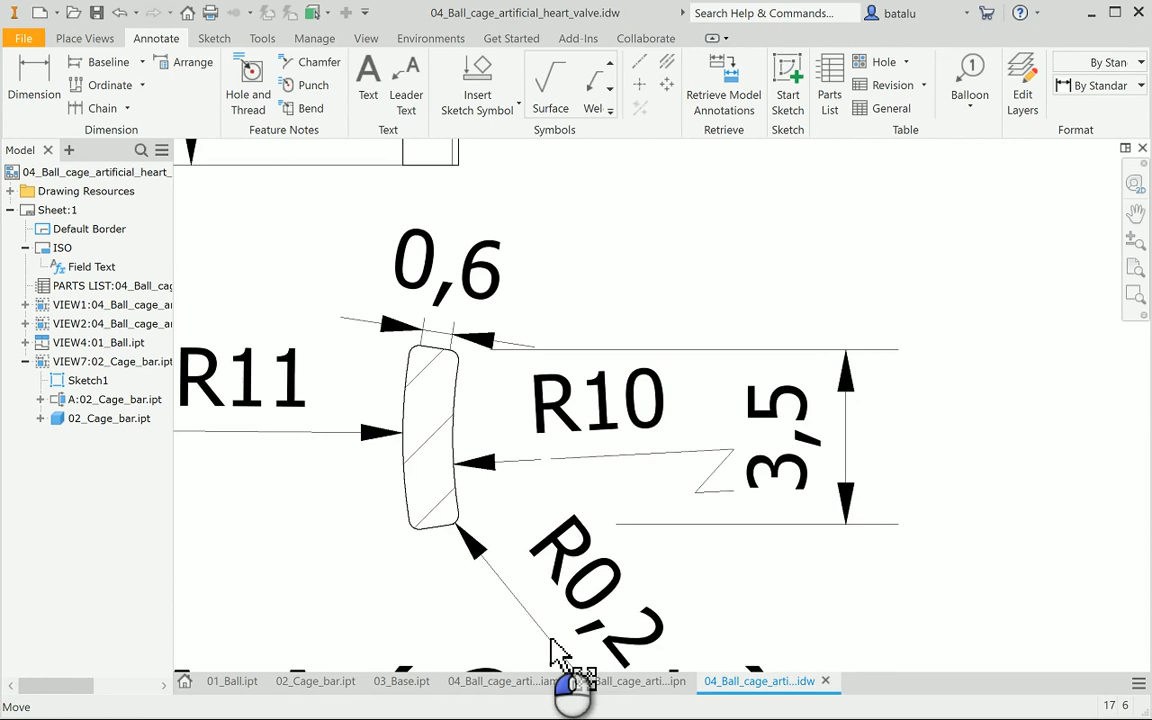 04_Ball_cage_artificial_heart_valve.idw
Search Help & Commands...
batalu
File
Place Views
Annotate
Sketch
Tools
Manage
View
Environments
Get Started
Add-Ins
Collaborate
Dimension
Baseline
Arrange
Ordinate
Chain
Hole and
Thread
Chamfer
Punch
Bend
Text
Leader
Text
Insert
Sketch Symbol
Surface
Wel
Retrieve Model
Annotations
Start
Sketch
Parts
List
Hole
Revision
General
Balloon
Edit
Layers
By Stan
By Standar
Dimension
Feature Notes
Text
Symbols
Retrieve
Sketch
Table
Format
Model
04_Ball_cage_artificial_heart_
Drawing Resources
Sheet:1
Default Border
ISO
Field Text
PARTS LIST:04_Ball_cag
VIEW1:04_Ball_cage_ar
VIEW2:04_Ball_cage_ar
VIEW4:01_Ball.ipt
VIEW7:02_Cage_bar.ipt
Sketch1
A:02_Cage_bar.ipt
02_Cage_bar.ipt
0,6
R11
R10
3,5
R0,2
01_Ball.ipt
02_Cage_bar.ipt
03_Base.ipt
04_Ball_cage_arti...iam
Ball_cage_arti...ipn
04_Ball_cage_arti...idw
Move
17 6